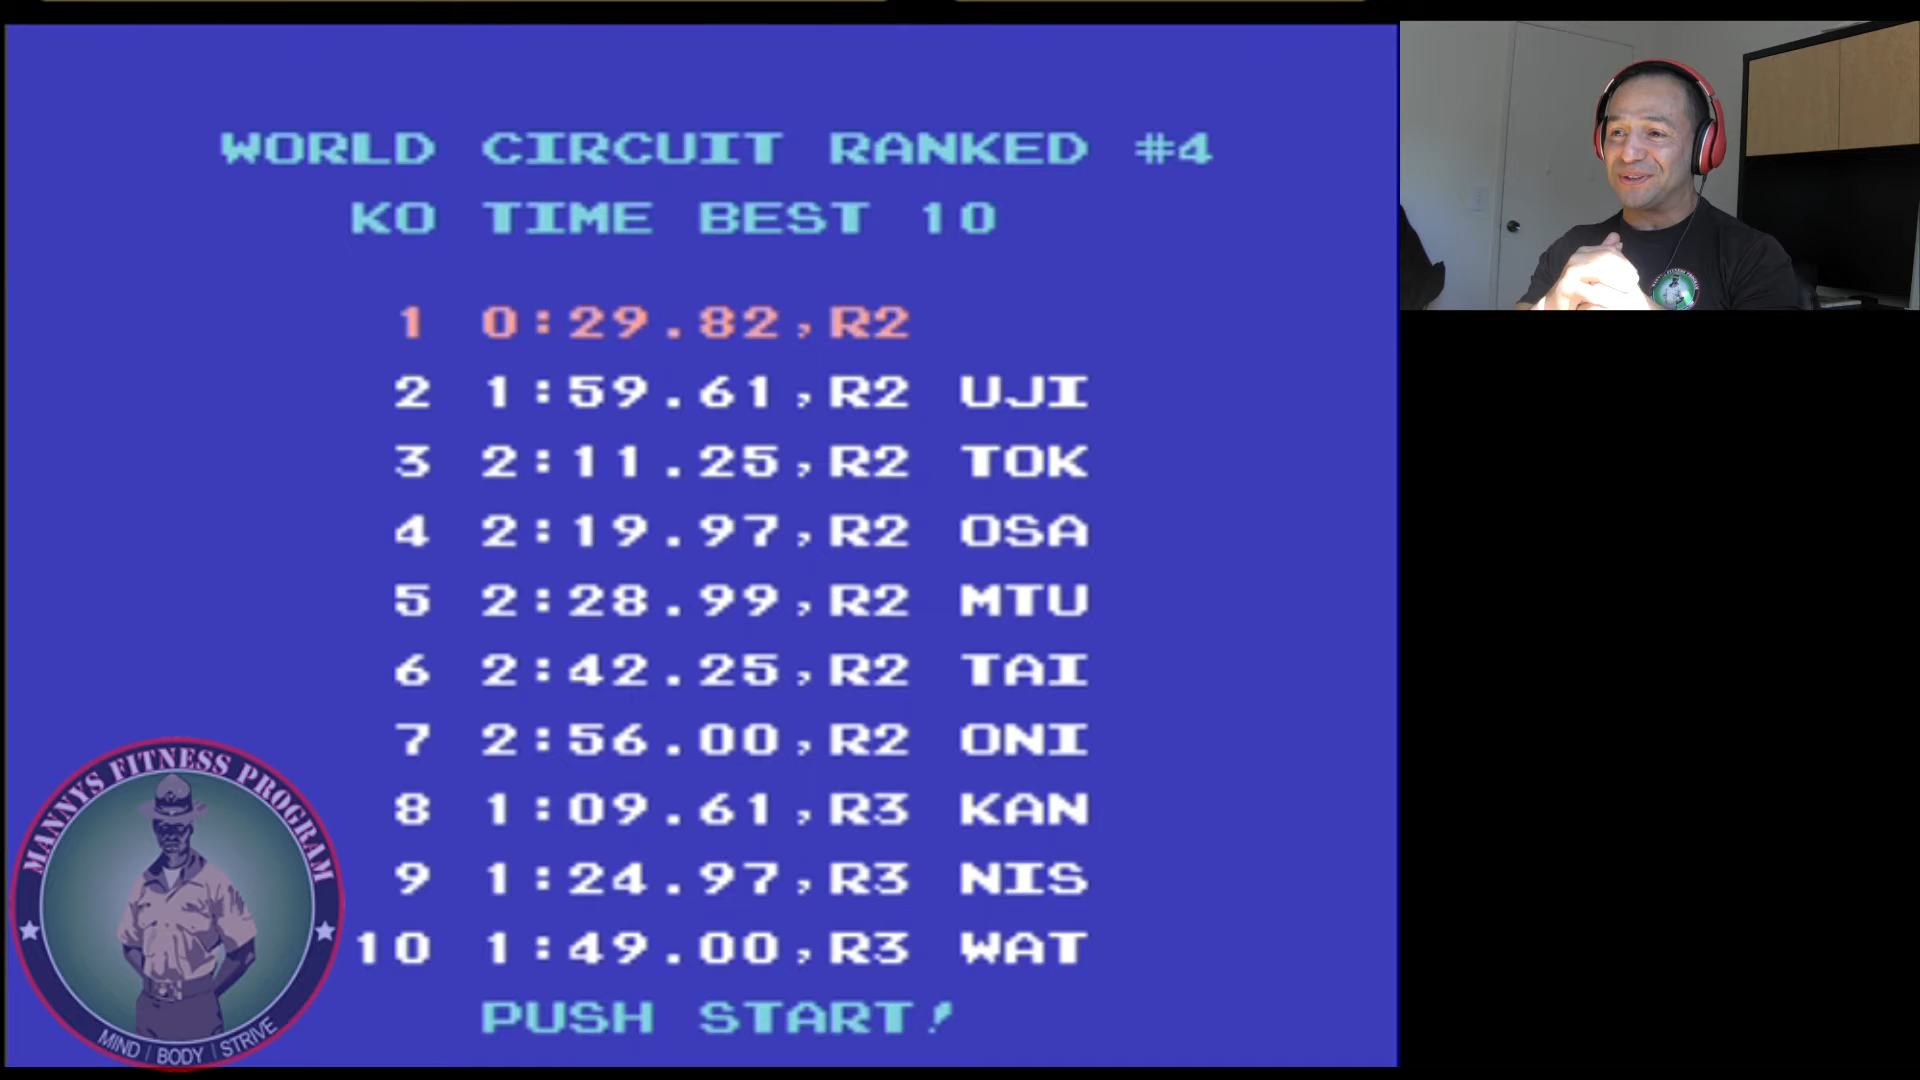 WORLD CIRCUIT RANKED #4
KO TIME BEST 10
1 0:29.82,R2
2 1:59.61,R2 UJI
3 2:11.25,R2 TOK
4 2:19.97,R2 OSA
5 2:28.99,R2 MTU
6 2:42.25,R2 TAI
7 2:56.00,R2 ONI
8 1:09.61,R3 KAN
9 1:24.97,R3 NIS
10 1:49.00,R3 WAT
PUSH START!
MANNYS FITNESS PROGRAM
MIND | BODY | STRIVE
MANNYS FITNESS PROGRAM